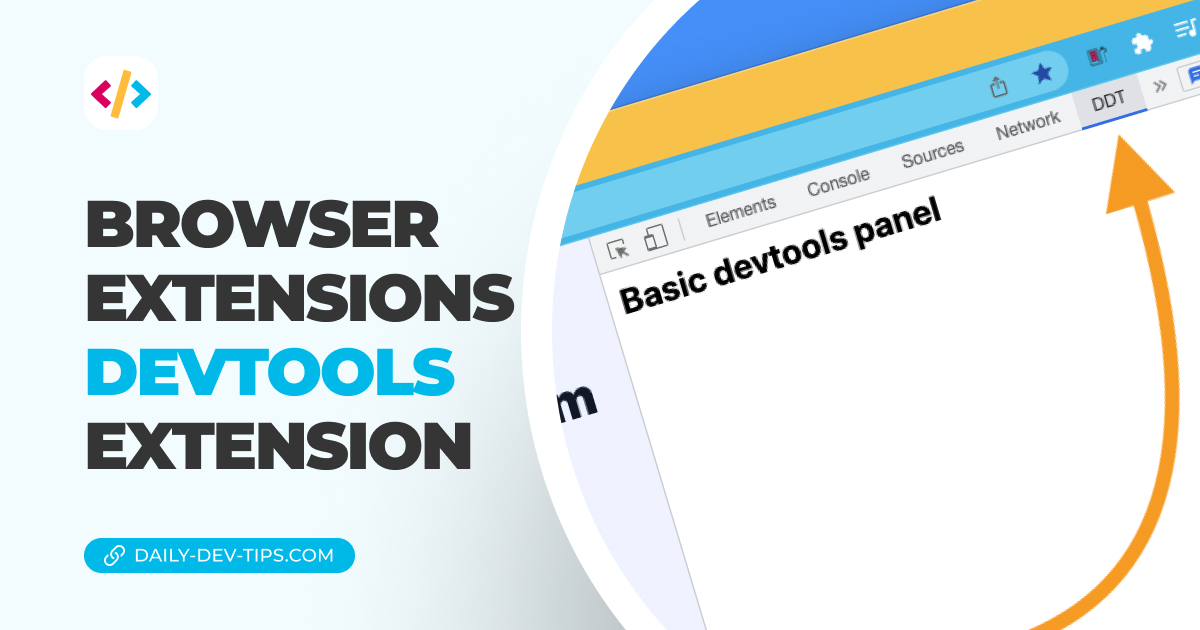 BROWSER
EXTENSIONS
DEVTOOLS
EXTENSION
DAILY-DEV-TIPS.COM
Elements Console Sources Network DDT »
Basic devtools panel
m